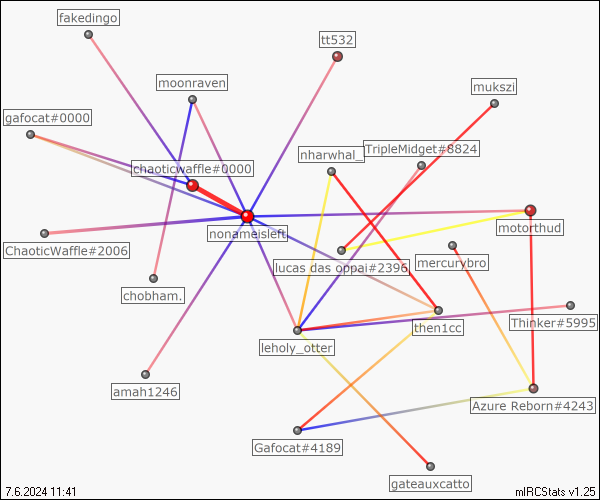 fakedingo
tt532
moonraven
mukszi
gafocat#0000
nharwhal_
TripleMidget#8824
chaoticwaffle#0000
nonameisleft
motorthud
ChaoticWaffle#2006
lucas das oppai#2396
mercurybro
chobham.
then1cc
Thinker#5995
leholy_otter
amah1246
Azure Reborn#4243
Gafocat#4189
gateauxcatto
7.6.2024 11:41
mIRCStats v1.25